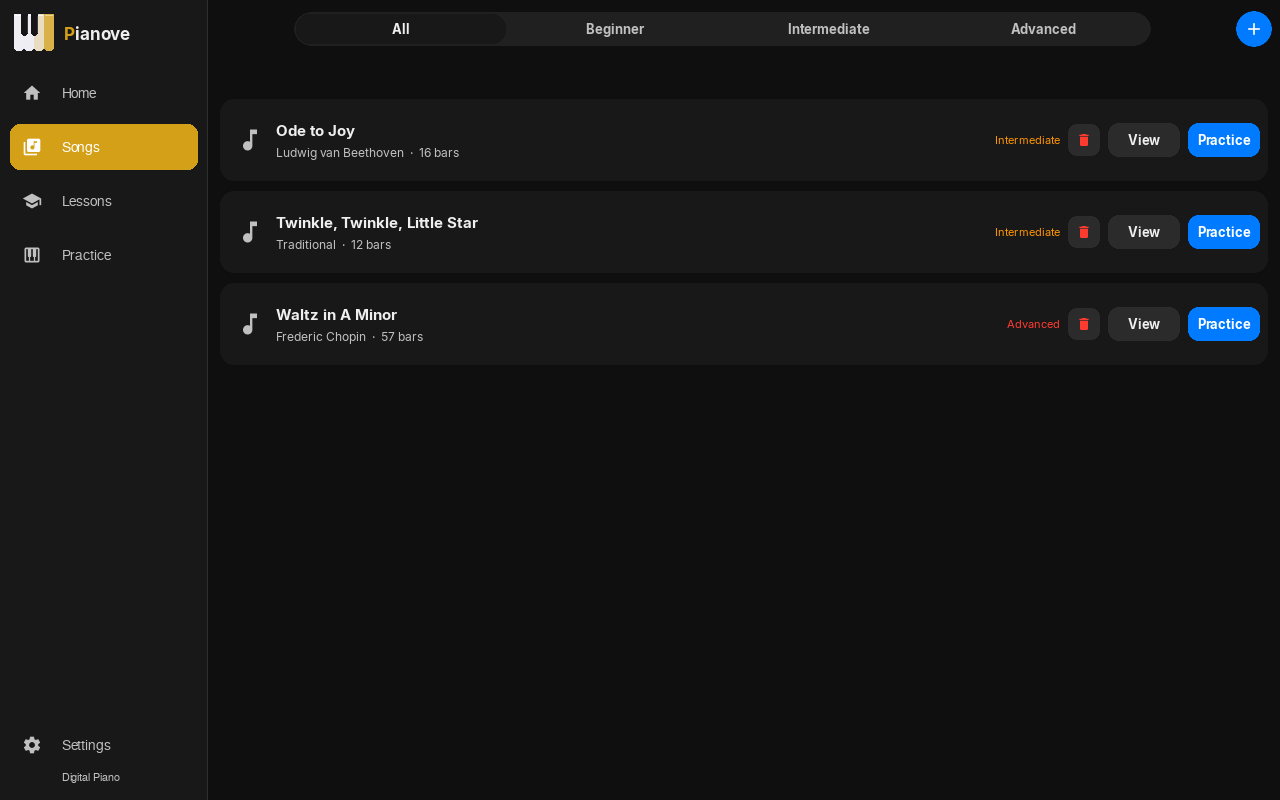 Pianove
Home
Songs
Lessons
Practice
Settings
Digital Piano
All
Beginner
Intermediate
Advanced
Ode to Joy
Ludwig van Beethoven · 16 bars
Intermediate
View
Practice
Twinkle, Twinkle, Little Star
Traditional · 12 bars
Intermediate
View
Practice
Waltz in A Minor
Frederic Chopin · 57 bars
Advanced
View
Practice